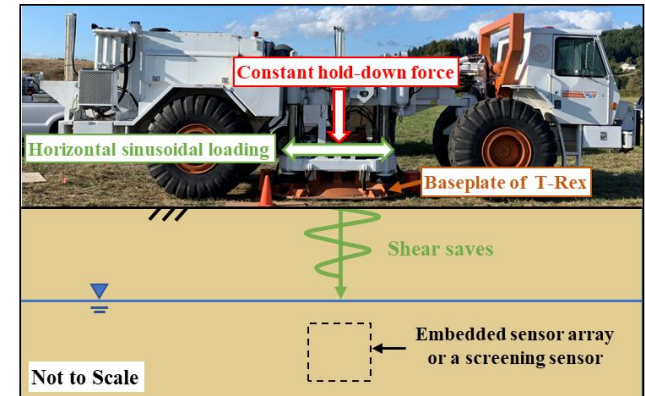 Constant hold-down force
Horizontal sinusoidal loading
Baseplate of T-Rex
Shear saves
Embedded sensor array
or a screening sensor
Not to Scale